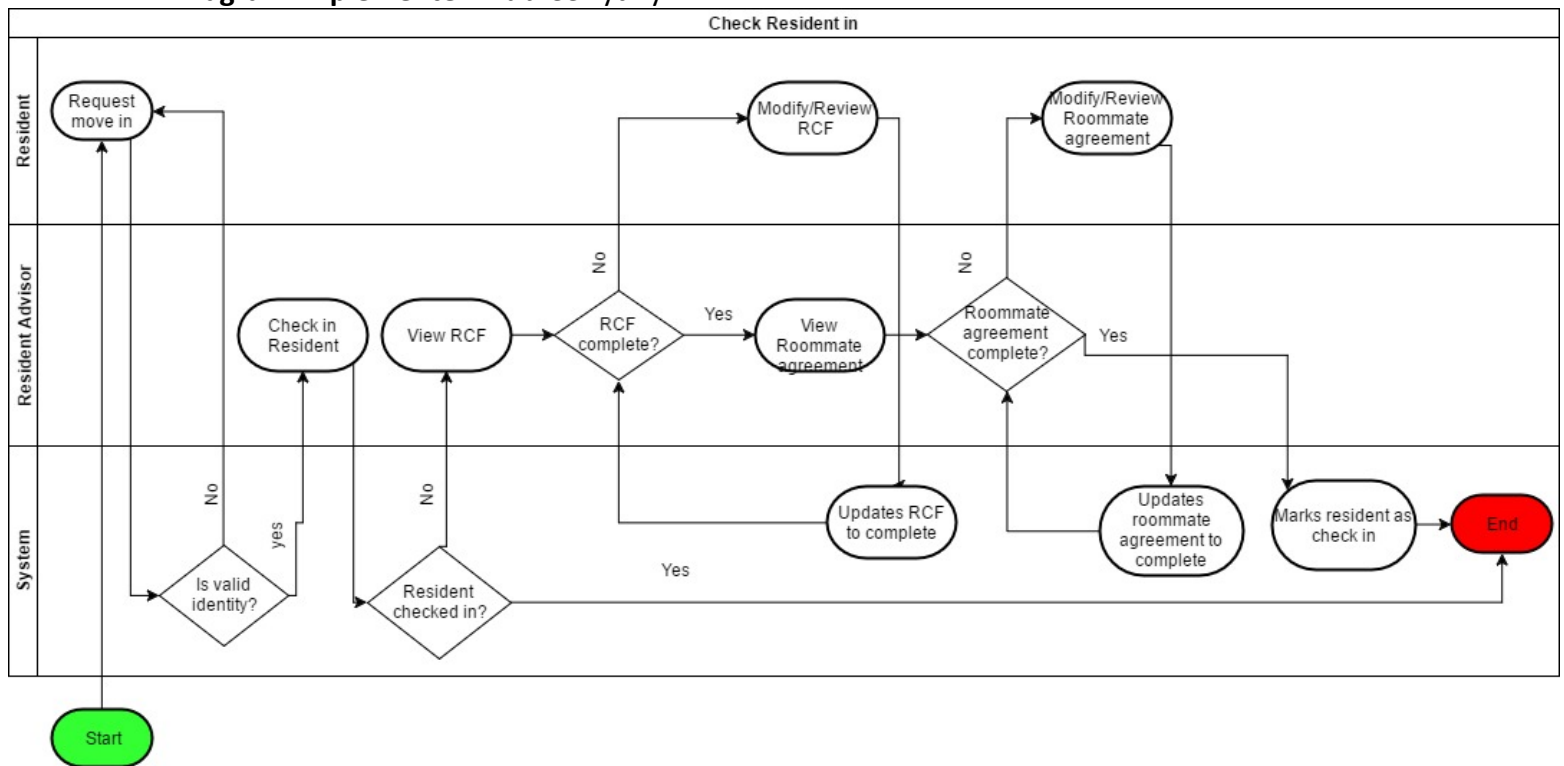 Check Resident in
Resident
Request
move in
Modify/Review
RCF
Modify/Review
Roommate
agreement
Resident Advisor
No
No
Check in
Resident
View RCF
RCF
complete?
Yes
View
Roommate
agreement
Roommate
agreement
complete?
Yes
System
No
yes
No
Is valid
identity?
Resident
checked in?
Yes
Updates RCF
to complete
Updates
roommate
agreement to
complete
Marks resident as
check in
End
Start